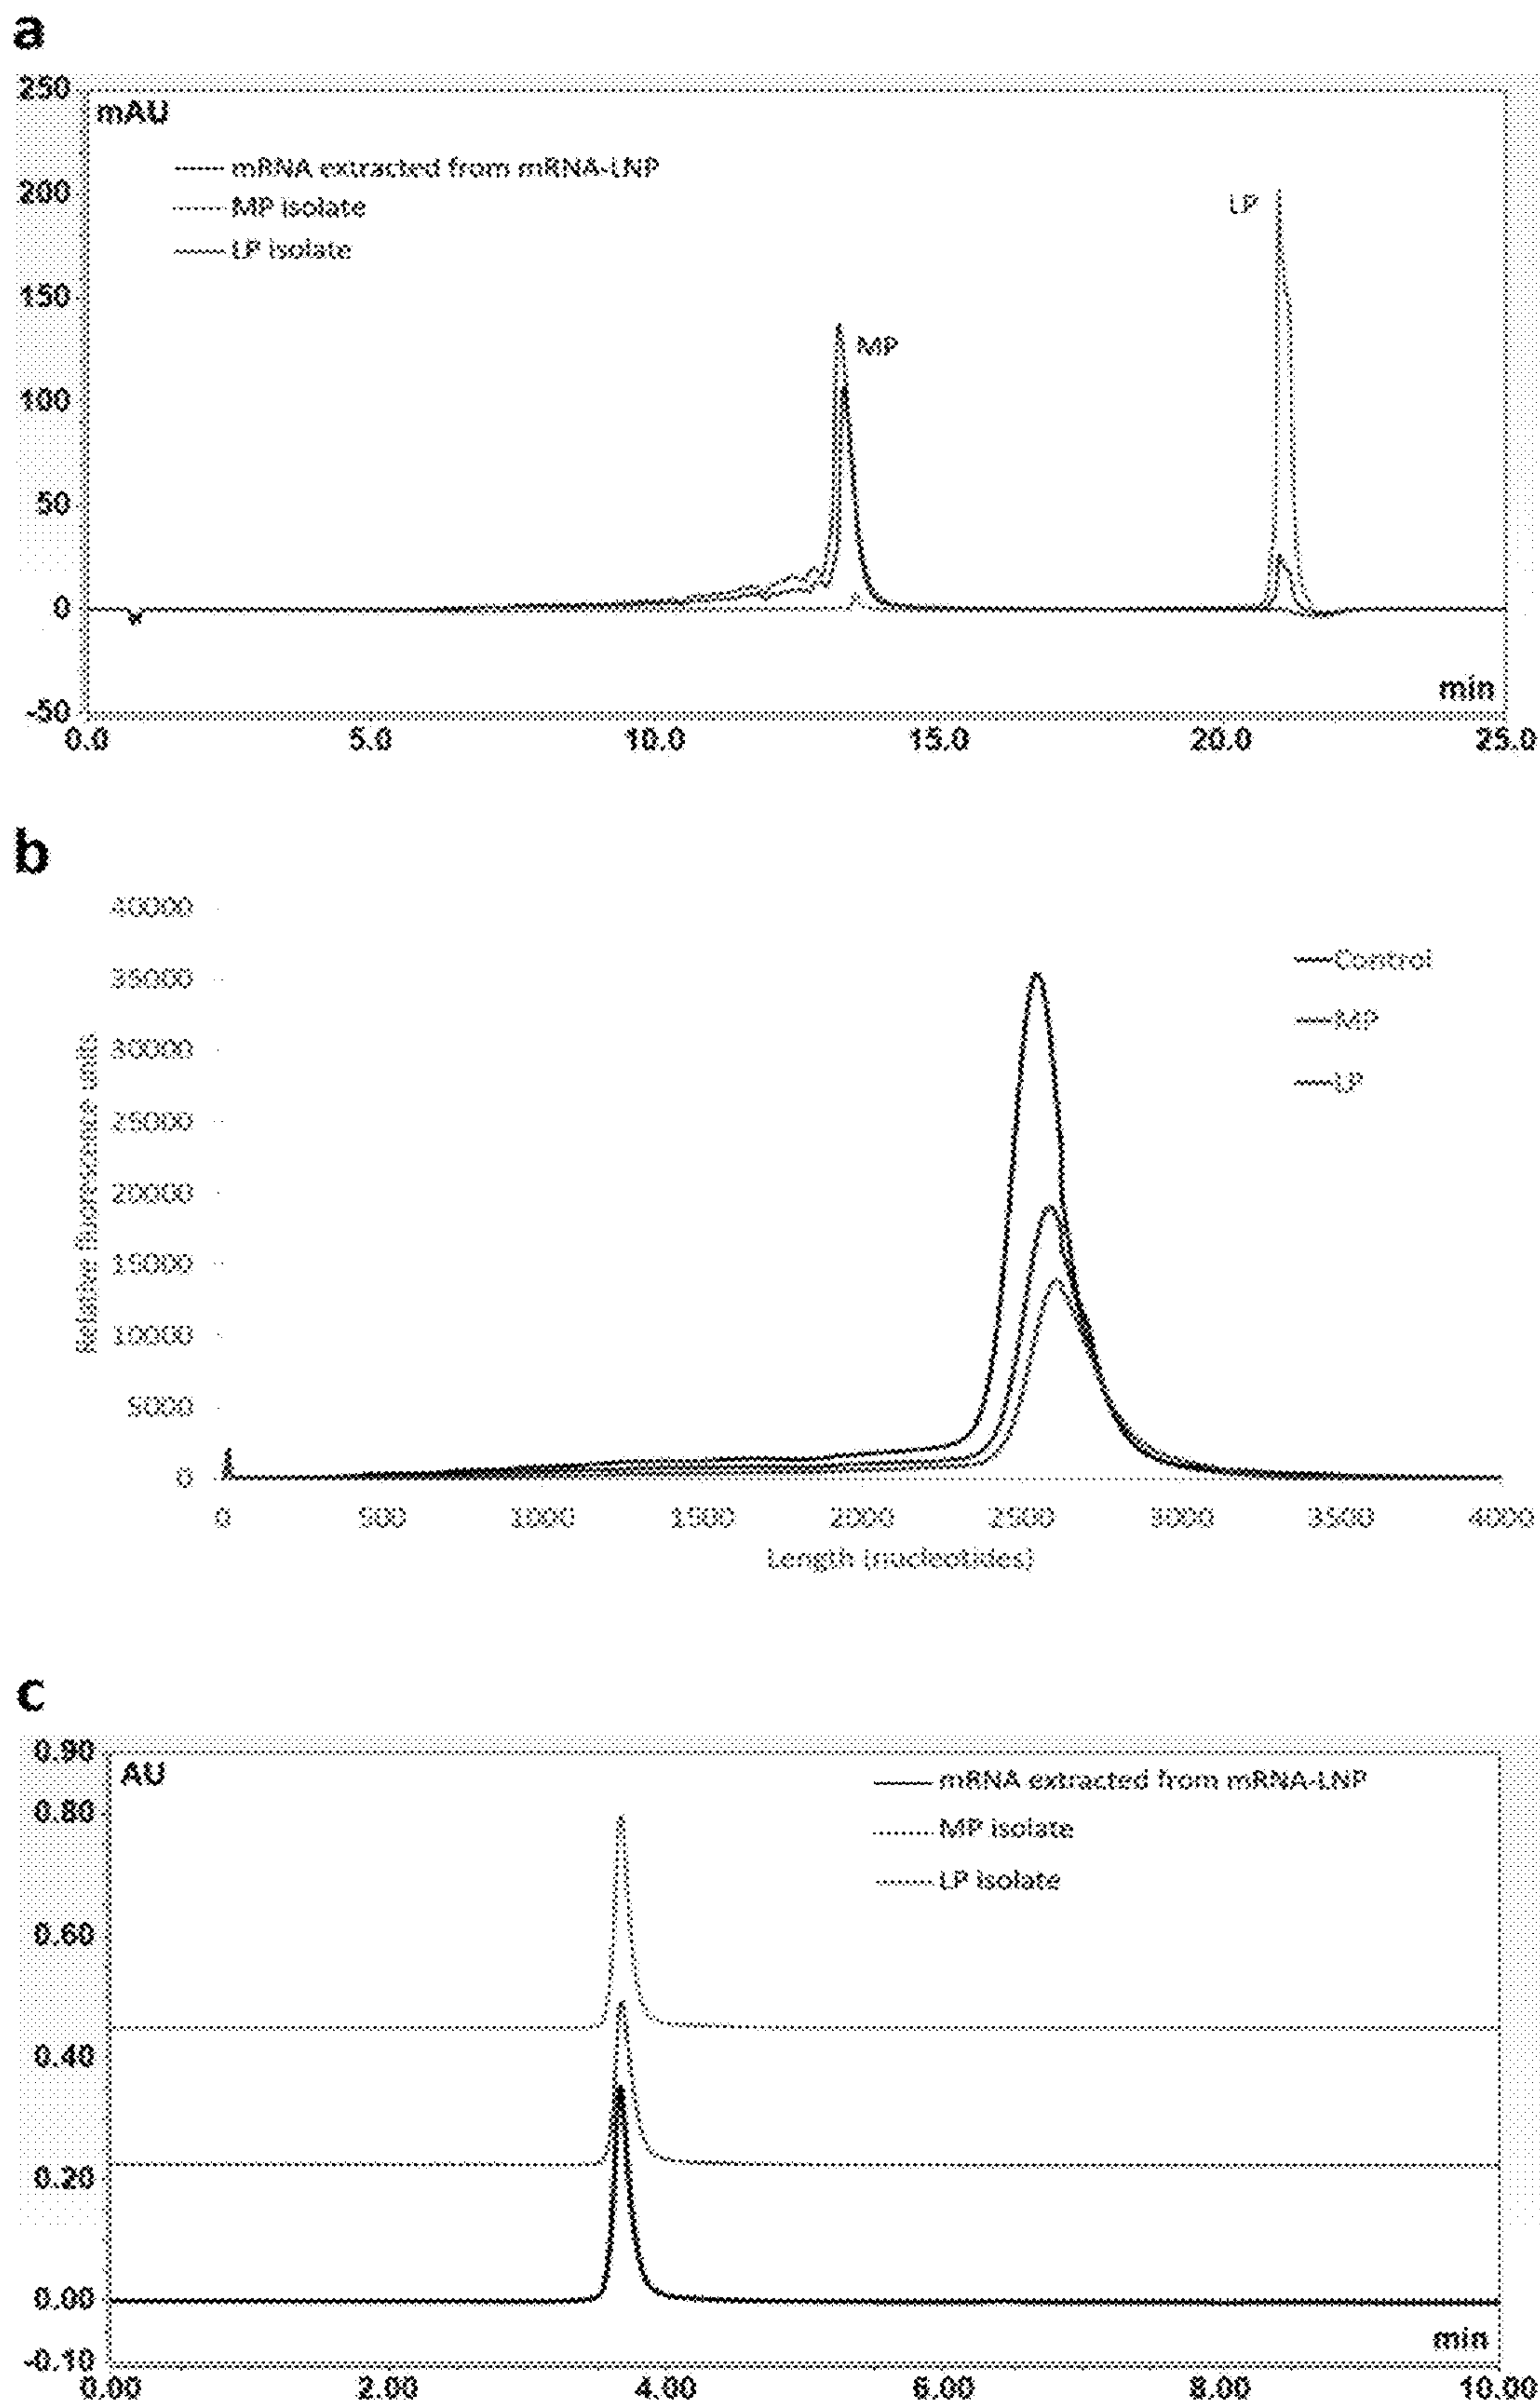 a
250
mAU
mRNA extracted from mRNA-LNP
200
MP isolate
LP
LP isolate
150
MP
100
50
0
min
-50
0.0 5.0 10.0 15.0 20.0 25.0
b
40000
Control
35000
MP
30000
LP
25000
20000
15000
10000
5000
0
Relative fluorescence units
0 500 1000 1500 2000 2500 3000 3500 4000
Length (nucleotides)
c
0.90
AU
mRNA extracted from mRNA-LNP
0.80
MP isolate
LP isolate
0.60
0.40
0.20
0.00
min
-0.10
0.00 2.00 4.00 6.00 8.00 10.00